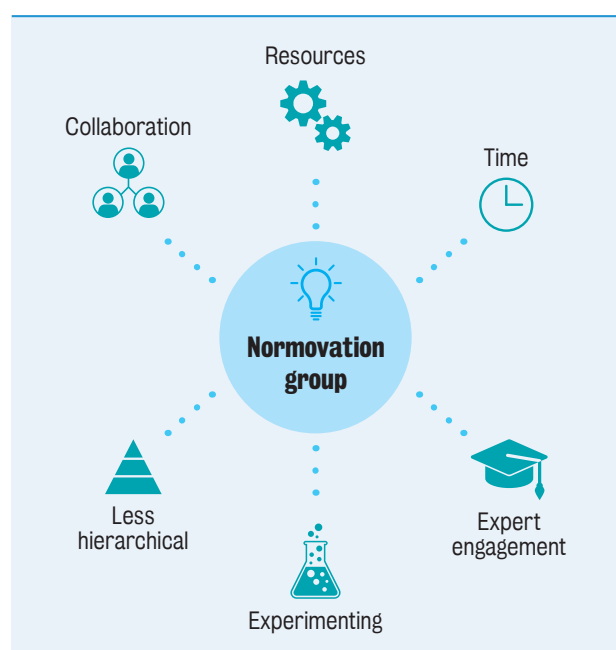 Resources
Collaboration
Time
Normovation
group
Less
hierarchical
Expert
engagement
Experimenting